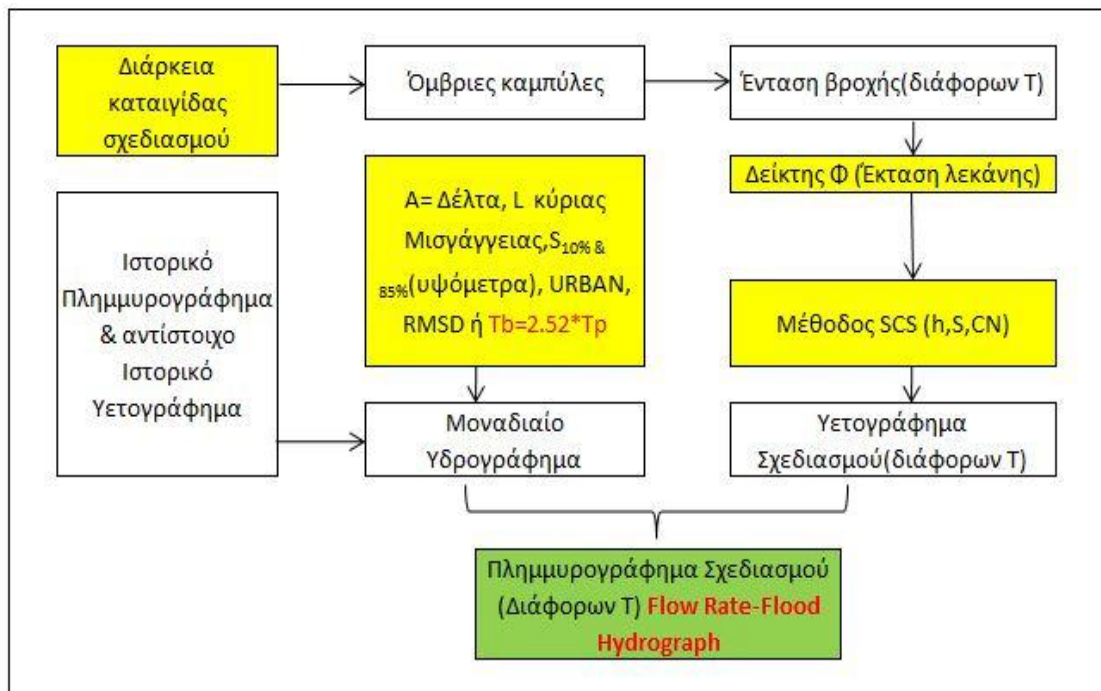 Διάρκεια
καταιγίδας
σχεδιασμού
Όμβριες καμπύλες
Ένταση βροχής(διάφορων Τ)
Δείκτης Φ (Έκταση λεκάνης)
Ιστορικό
Πλημμυρογράφημα
& αντίστοιχο
Ιστορικό
Υετογράφημα
Α= Δέλτα, L κύριας
Μισγάγγειας,S10% &
85%(υψόμετρα), URBAN,
RMSD ή Tb=2.52*Tp
Μέθοδος SCS (h,S,CN)
Μοναδιαίο
Υδρογράφημα
Υετογράφημα
Σχεδιασμού(διάφορων Τ)
Πλημμυρογράφημα Σχεδιασμού
(Διάφορων Τ) Flow Rate-Flood
Hydrograph